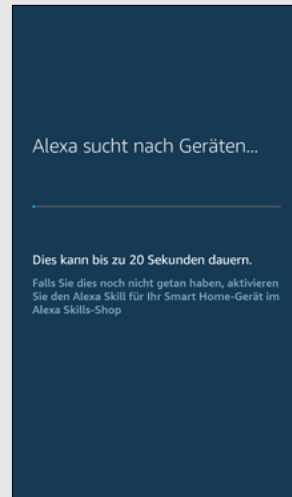 Alexa sucht nach Geräten...
Dies kann bis zu 20 Sekunden dauern.
Falls Sie dies noch nicht getan haben, aktivieren
Sie den Alexa Skill für Ihr Smart Home-Gerät im
Alexa Skills-Shop